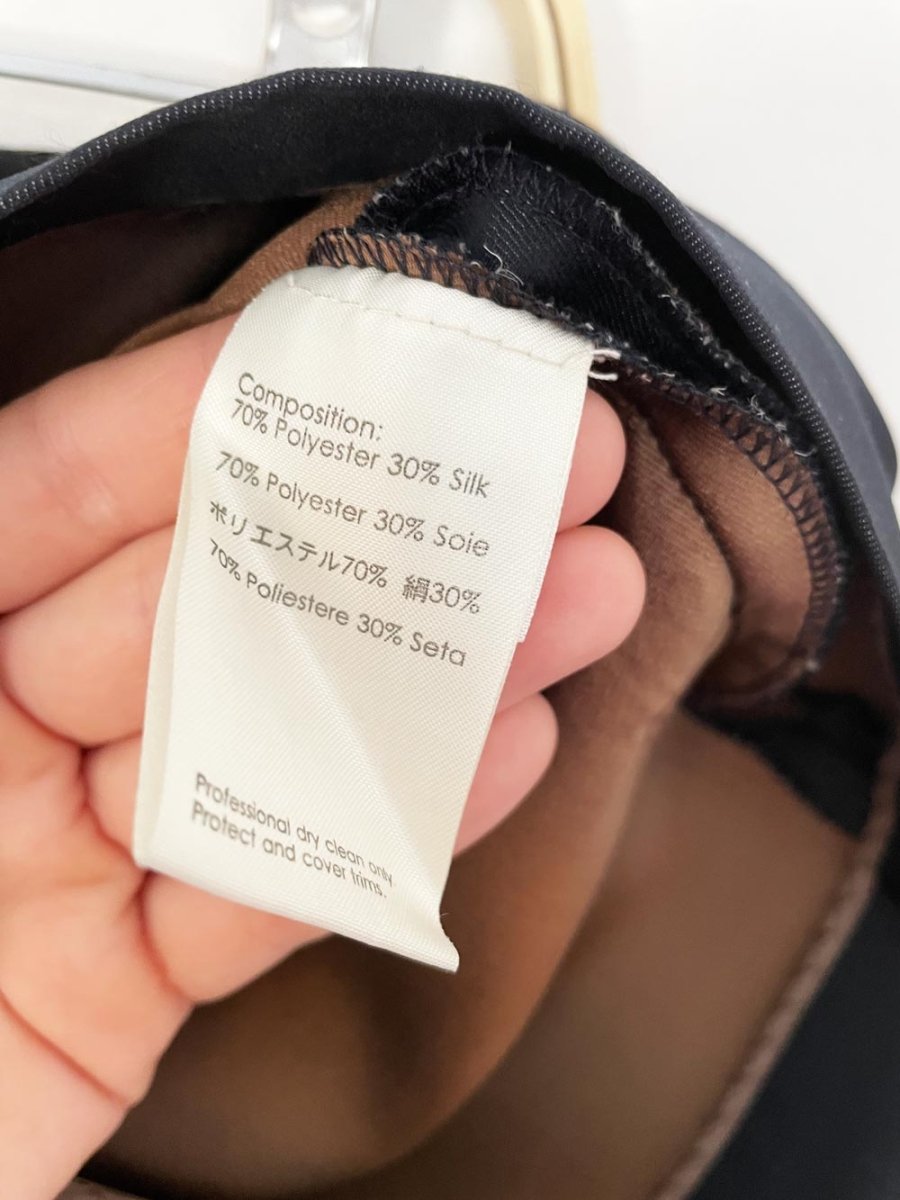 Composition:
70% Polyester 30% Silk
70% Polyester 30% Soie
ポリエステル70% 絹30%
70% Poliestere 30% Seta
Professional dry clean only
Protect and cover trims.